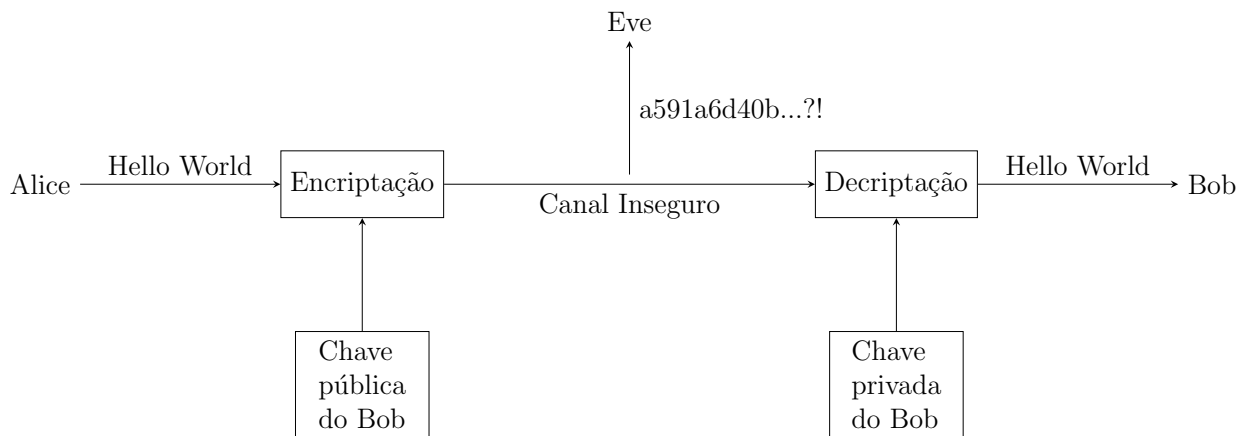 Eve
a591a6d40b...?!
Alice
Hello World
Encriptação
Canal Inseguro
Decriptação
Hello World
Bob
Chave
pública
do Bob
Chave
privada
do Bob